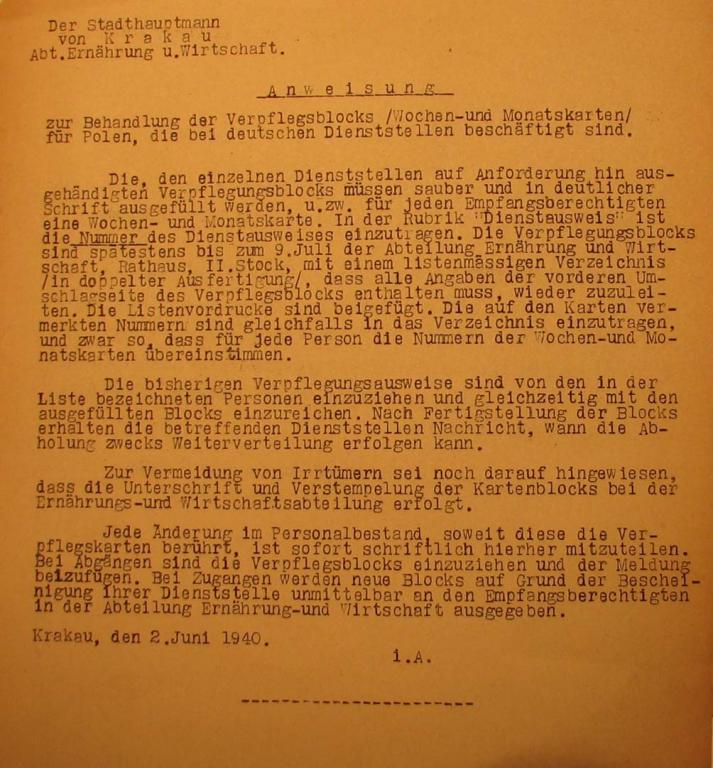 Der Stadthauptmann
von K r a k a u
Abt.Ernährung u.Wirtschaft.
A n w e i s u n g
zur Behandlung der Verpflegsblocks /Wochen-und Monatskarten/
für Polen, die bei deutschen Dienststellen beschäftigt sind.
Die, den einzelnen Dienststellen auf Anforderung hin aus-
gehändigten Verpflegungsblocks müssen sauber und in deutlicher
Schrift ausgefüllt werden, u.zw. für jeden Empfangsberechtigten
eine Wochen- und Monatskarte. In der Rubrik "Dienstausweis" ist
die Nummer des Dienstausweises einzutragen. Die Verpflegungsblocks
sind spätestens bis zum 9.Juli der Abteilung Ernährung und Wirt-
schaft, Rathaus, II.Stock, mit einem listenmässigen Verzeichnis
/in doppelter Ausfertigung/, dass alle Angaben der vorderen Um-
schlagseite des Verpflegsblocks enthalten muss, wieder zuzulei-
ten. Die Listenvordrucke sind beigefügt. Die auf den Karten ver-
merkten Nummern sind gleichfalls in das Verzeichnis einzutragen,
und zwar so, dass für jede Person die Nummern der Wochen-und Mo-
natskarten übereinstimmen.
Die bisherigen Verpflegungsausweise sind von den in der
Liste bezeichneten Personen einzuziehen und gleichzeitig mit den
ausgefüllten Blocks einzureichen. Nach Fertigstellung der Blocks
erhalten die betreffenden Dienststellen Nachricht, wann die Ab-
holung zwecks Weiterverteilung erfolgen kann.
Zur Vermeidung von Irrtümern sei noch darauf hingewiesen,
dass die Unterschrift und Verstempelung der Kartenblocks bei der
Ernährungs-und Wirtschaftsabteilung erfolgt.
Jede Änderung im Personalbestand, soweit diese die Ver-
pflegskarten berührt, ist sofort schriftlich hierher mitzuteilen.
Bei Abgängen sind die Verpflegsblocks einzuziehen und der Meldung
beizufügen. Bei Zugangen werden neue Blocks auf Grund der Beschei-
nigung Ihrer Dienststelle unmittelbar an den Empfangsberechtigten
in der Abteilung Ernährung-und Wirtschaft ausgegeben.
Krakau, den 2.Juni 1940.
i.A.